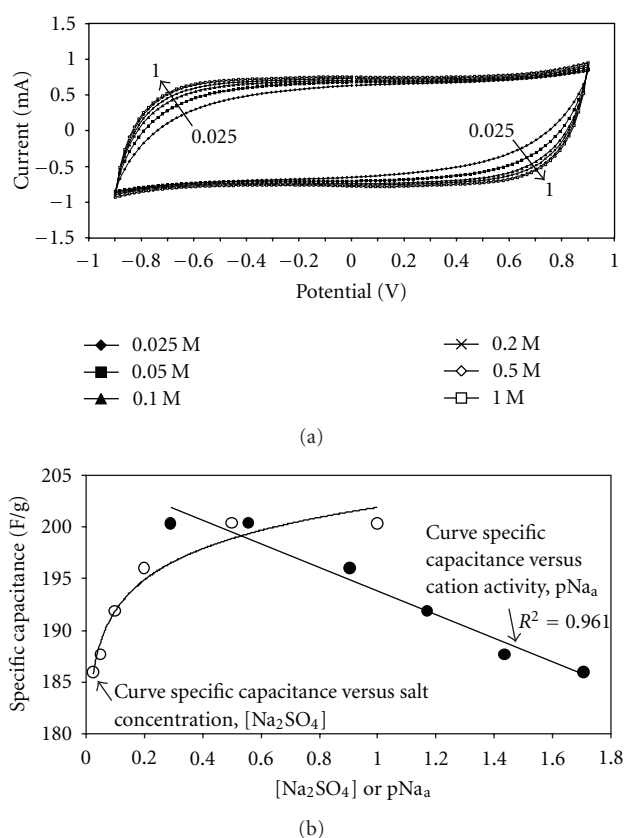 1.5
1
0.5
0
−0.5
−1
−1.5
Current (mA)
1
0.025
0.025
1
−1 −0.8 −0.6 −0.4 −0.2 0 0.2 0.4 0.6 0.8 1
Potential (V)
0.025 M
0.05 M
0.1 M
0.2 M
0.5 M
1 M
(a)
205
200
195
190
185
180
Specific capacitance (F/g)
Curve specific
capacitance versus
cation activity, pNaₐ
R² = 0.961
Curve specific capacitance versus salt
concentration, [Na₂SO₄]
0 0.2 0.4 0.6 0.8 1 1.2 1.4 1.6 1.8
[Na₂SO₄] or pNaₐ
(b)